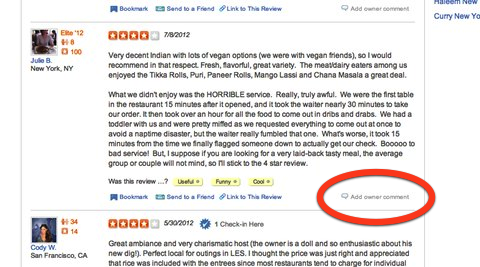 Bookmark Send to a Friend Link to This Review Add owner comment
Haleem New
Curry New Yo
Elite '12 7/8/2012
8
100
Julie B.
New York, NY
Very decent Indian with lots of vegan options (we were with vegan friends), so I would
recommend in that respect. Fresh, flavorful, great variety. The meat/dairy eaters among us
enjoyed the Tikka Rolls, Puri, Paneer Rolls, Mango Lassi and Chana Masala a great deal.
What we didn't enjoy was the HORRIBLE service. Really, truly awful. We were the first table
in the restaurant 15 minutes after it opened, and it took the waiter nearly 30 minutes to take
our order. It then took over an hour for all the food to come out in dribs and drabs. We had a
toddler with us and were pretty miffed as we requested everything to come out at once to
avoid a naptime disaster, but the waiter really fumbled that one. What's worse, it took 15
minutes from the time we finally flagged someone down to actually get our check. Booooo to
bad service! But, I suppose if you are looking for a very laid-back tasty meal, the average
group or couple will not mind, so I'll stick to the 4 star review.
Was this review ...? Useful Funny Cool
Bookmark Send to a Friend Link to This Review Add owner comment
34 5/30/2012 1 Check-in Here
14
Cody W.
San Francisco, CA
Great ambiance and very charismatic host (the owner is a doll and so enthusiastic about his
new dig!). Perfect local for outings in LES. I thought the price was just right and appreciated
that rice was included with the entrees since most restaurants tend to charge for individual